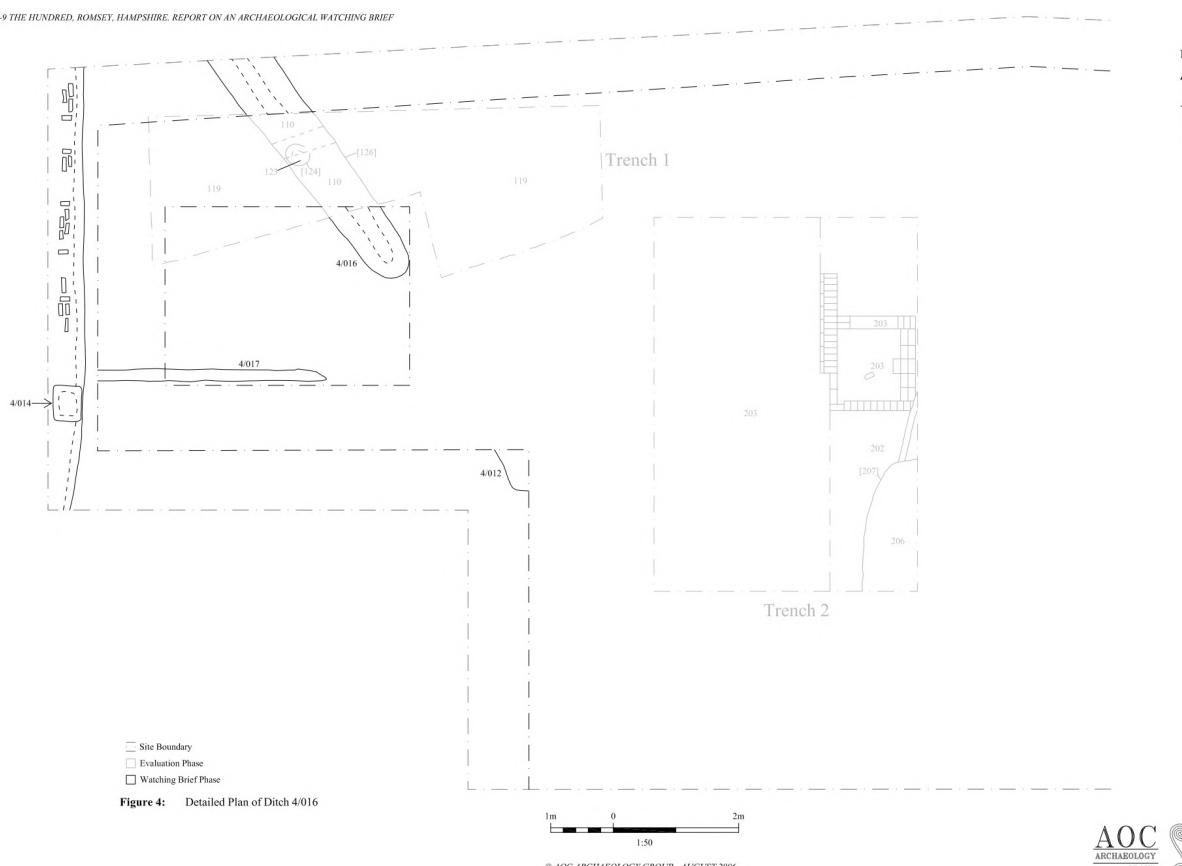 -9 THE HUNDRED, ROMSEY, HAMPSHIRE. REPORT ON AN ARCHAEOLOGICAL WATCHING BRIEF
110
[126]
123
[124]
110
119
119
Trench 1
4/016
4/017
4/014
4/012
203
203
203
202
[207]
206
Trench 2
Site Boundary
Evaluation Phase
Watching Brief Phase
Figure 4: Detailed Plan of Ditch 4/016
1m 0 2m
1:50
© AOC ARCHAEOLOGY GROUP - AUGUST 2006
AOC
ARCHAEOLOGY